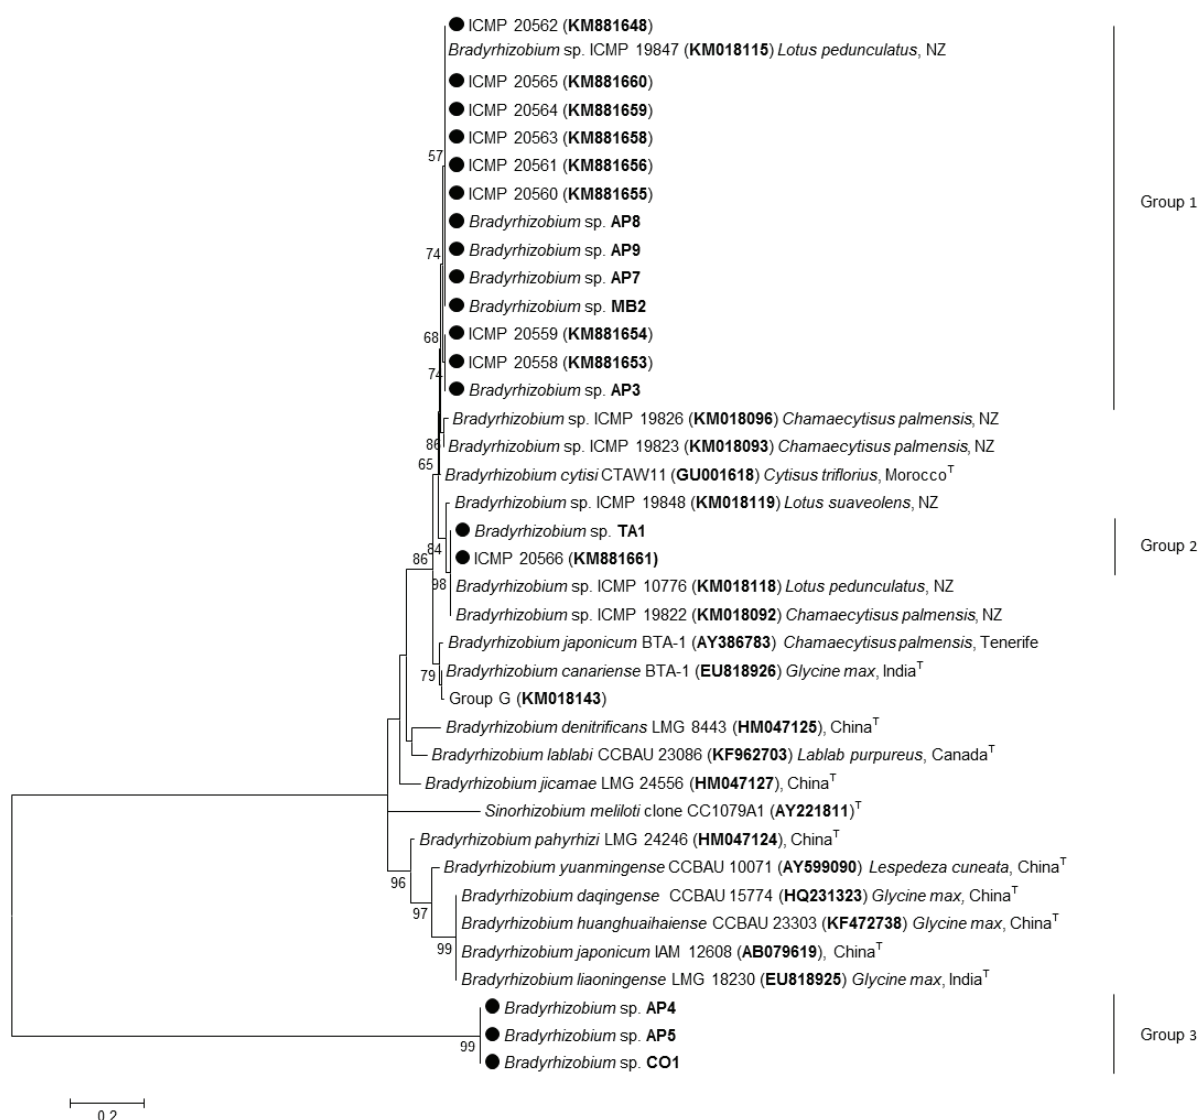 ICMP 20562 (KM881648)
Bradyrhizobium sp. ICMP 19847 (KM018115) Lotus pedunculatus, NZ
ICMP 20565 (KM881660)
ICMP 20564 (KM881659)
ICMP 20563 (KM881658)
57
ICMP 20561 (KM881656)
ICMP 20560 (KM881655)
Group 1
Bradyrhizobium sp. AP8
74
Bradyrhizobium sp. AP9
Bradyrhizobium sp. AP7
Bradyrhizobium sp. MB2
68
ICMP 20559 (KM881654)
ICMP 20558 (KM881653)
74
Bradyrhizobium sp. AP3
Bradyrhizobium sp. ICMP 19826 (KM018096) Chamaecytisus palmensis, NZ
86
Bradyrhizobium sp. ICMP 19823 (KM018093) Chamaecytisus palmensis, NZ
65
Bradyrhizobium cytisi CTAW11 (GU001618) Cytisus triflorius, Morocco T
Bradyrhizobium sp. ICMP 19848 (KM018119) Lotus suaveolens, NZ
Bradyrhizobium sp. TA1
Group 2
84
86
ICMP 20566 (KM881661)
98
Bradyrhizobium sp. ICMP 10776 (KM018118) Lotus pedunculatus, NZ
Bradyrhizobium sp. ICMP 19822 (KM018092) Chamaecytisus palmensis, NZ
Bradyrhizobium japonicum BTA-1 (AY386783) Chamaecytisus palmensis, Tenerife
79
Bradyrhizobium canariense BTA-1 (EU818926) Glycine max, India T
Group G (KM018143)
Bradyrhizobium denitrificans LMG 8443 (HM047125), China T
Bradyrhizobium lablabi CCBAU 23086 (KF962703) Lablab purpureus, Canada T
Bradyrhizobium jicamae LMG 24556 (HM047127), China T
Sinorhizobium meliloti clone CC1079A1 (AY221811) T
Bradyrhizobium pahyrhizi LMG 24246 (HM047124), China T
Bradyrhizobium yuanmingense CCBAU 10071 (AY599090) Lespedeza cuneata, China T
96
Bradyrhizobium daqingense CCBAU 15774 (HQ231323) Glycine max, China T
97
Bradyrhizobium huanghuaihaiense CCBAU 23303 (KF472738) Glycine max, China T
99
Bradyrhizobium japonicum IAM 12608 (AB079619), China T
Bradyrhizobium liaoningense LMG 18230 (EU818925) Glycine max, India T
Bradyrhizobium sp. AP4
Bradyrhizobium sp. AP5
Group 3
99
Bradyrhizobium sp. CO1
0.2